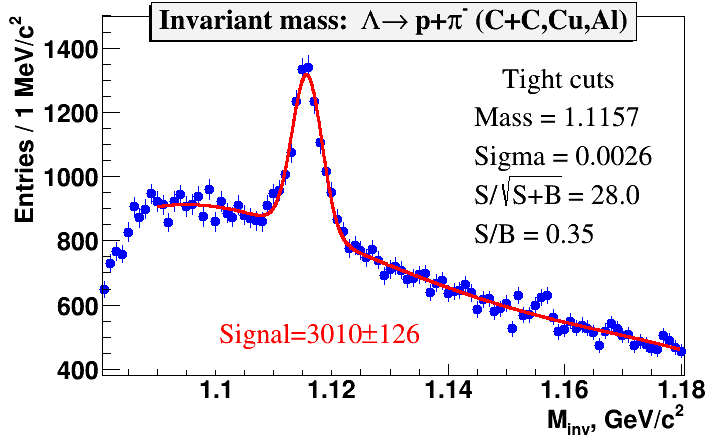 Invariant mass: Λ→ p+π⁻ (C+C,Cu,Al)
Entries / 1 MeV/c²
1400
1200
1000
800
600
400
Tight cuts
Mass = 1.1157
Sigma = 0.0026
S/√S+B = 28.0
S/B = 0.35
Signal=3010±126
1.1
1.12
1.14
1.16
1.18
M_inv, GeV/c²